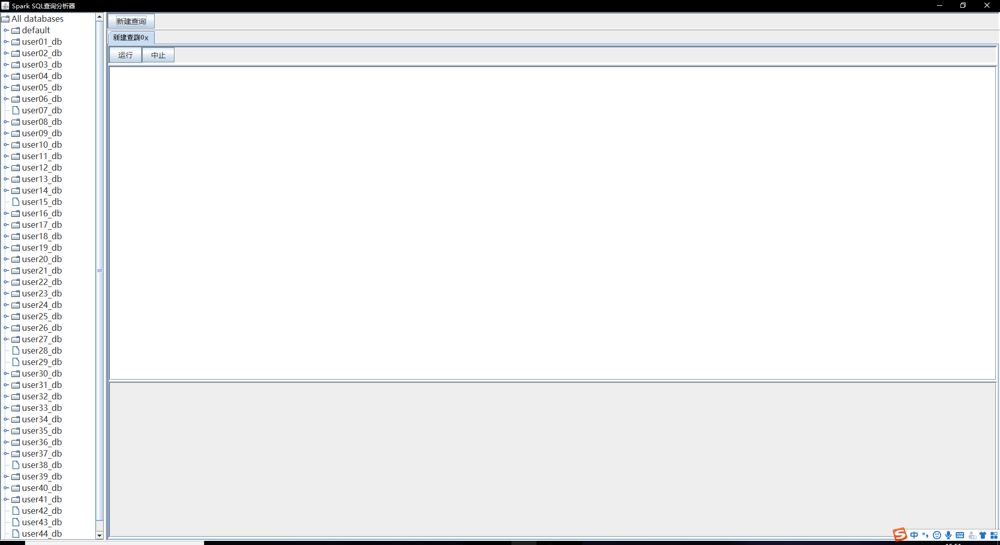 Spark SQL查询分析器
All databases
default
user01_db
user02_db
user03_db
user04_db
user05_db
user06_db
user07_db
user08_db
user09_db
user10_db
user11_db
user12_db
user13_db
user14_db
user15_db
user16_db
user17_db
user18_db
user19_db
user20_db
user21_db
user22_db
user23_db
user24_db
user25_db
user26_db
user27_db
user28_db
user29_db
user30_db
user31_db
user32_db
user33_db
user34_db
user35_db
user36_db
user37_db
user38_db
user39_db
user40_db
user41_db
user42_db
user43_db
user44_db
新建查询
新建查询0x
运行
中止
S 中